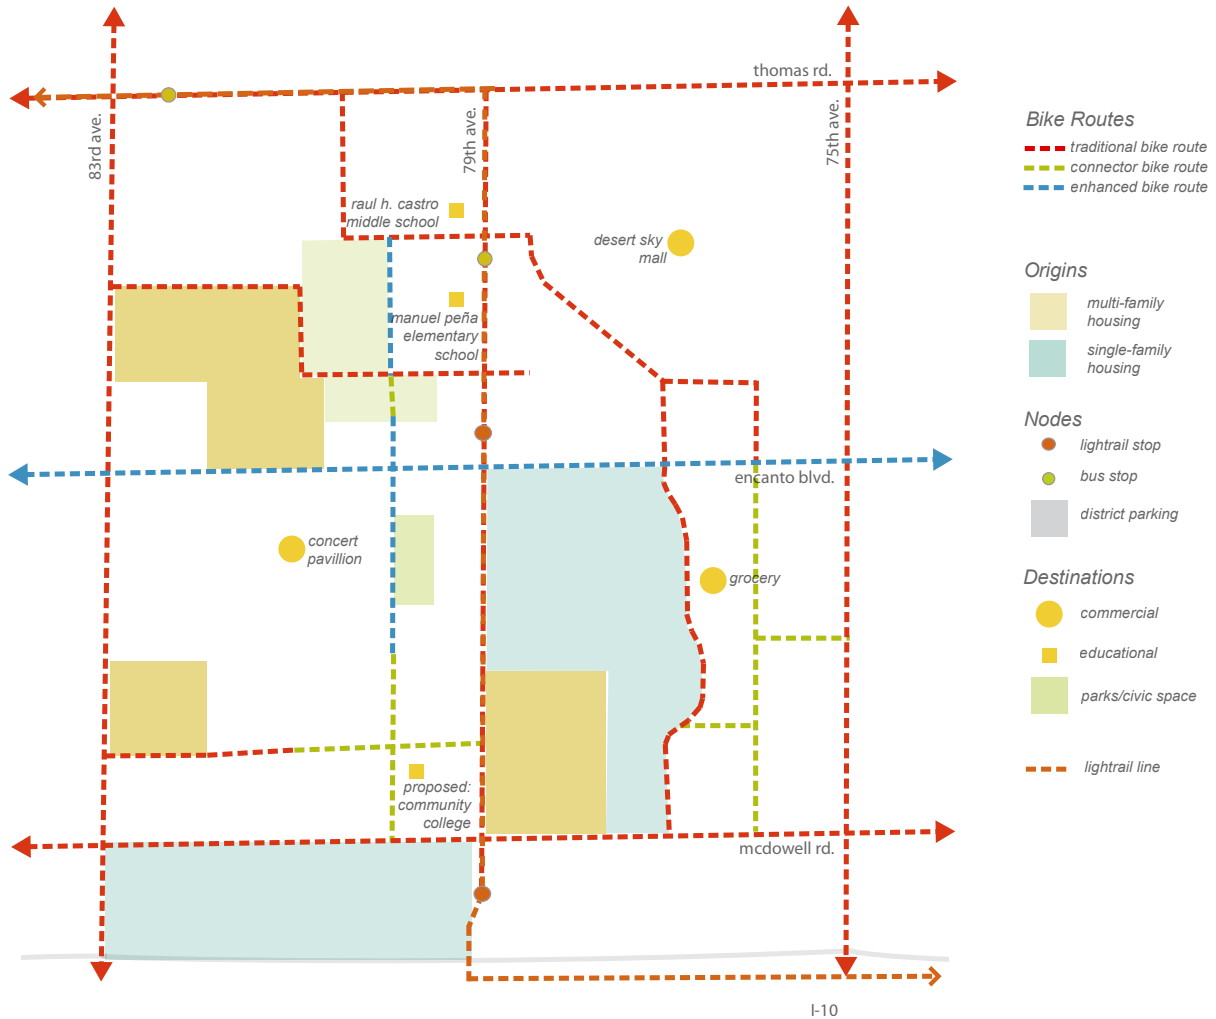 thomas rd.
83rd ave.
79th ave.
75th ave.
raul h. castro
middle school
desert sky
mall
manuel peña
elementary
school
encanto blvd.
concert
pavillion
grocery
proposed:
community
college
mcdowell rd.
I-10
Bike Routes
traditional bike route
connector bike route
enhanced bike route
Origins
multi-family
housing
single-family
housing
Nodes
lightrail stop
bus stop
district parking
Destinations
commercial
educational
parks/civic space
lightrail line